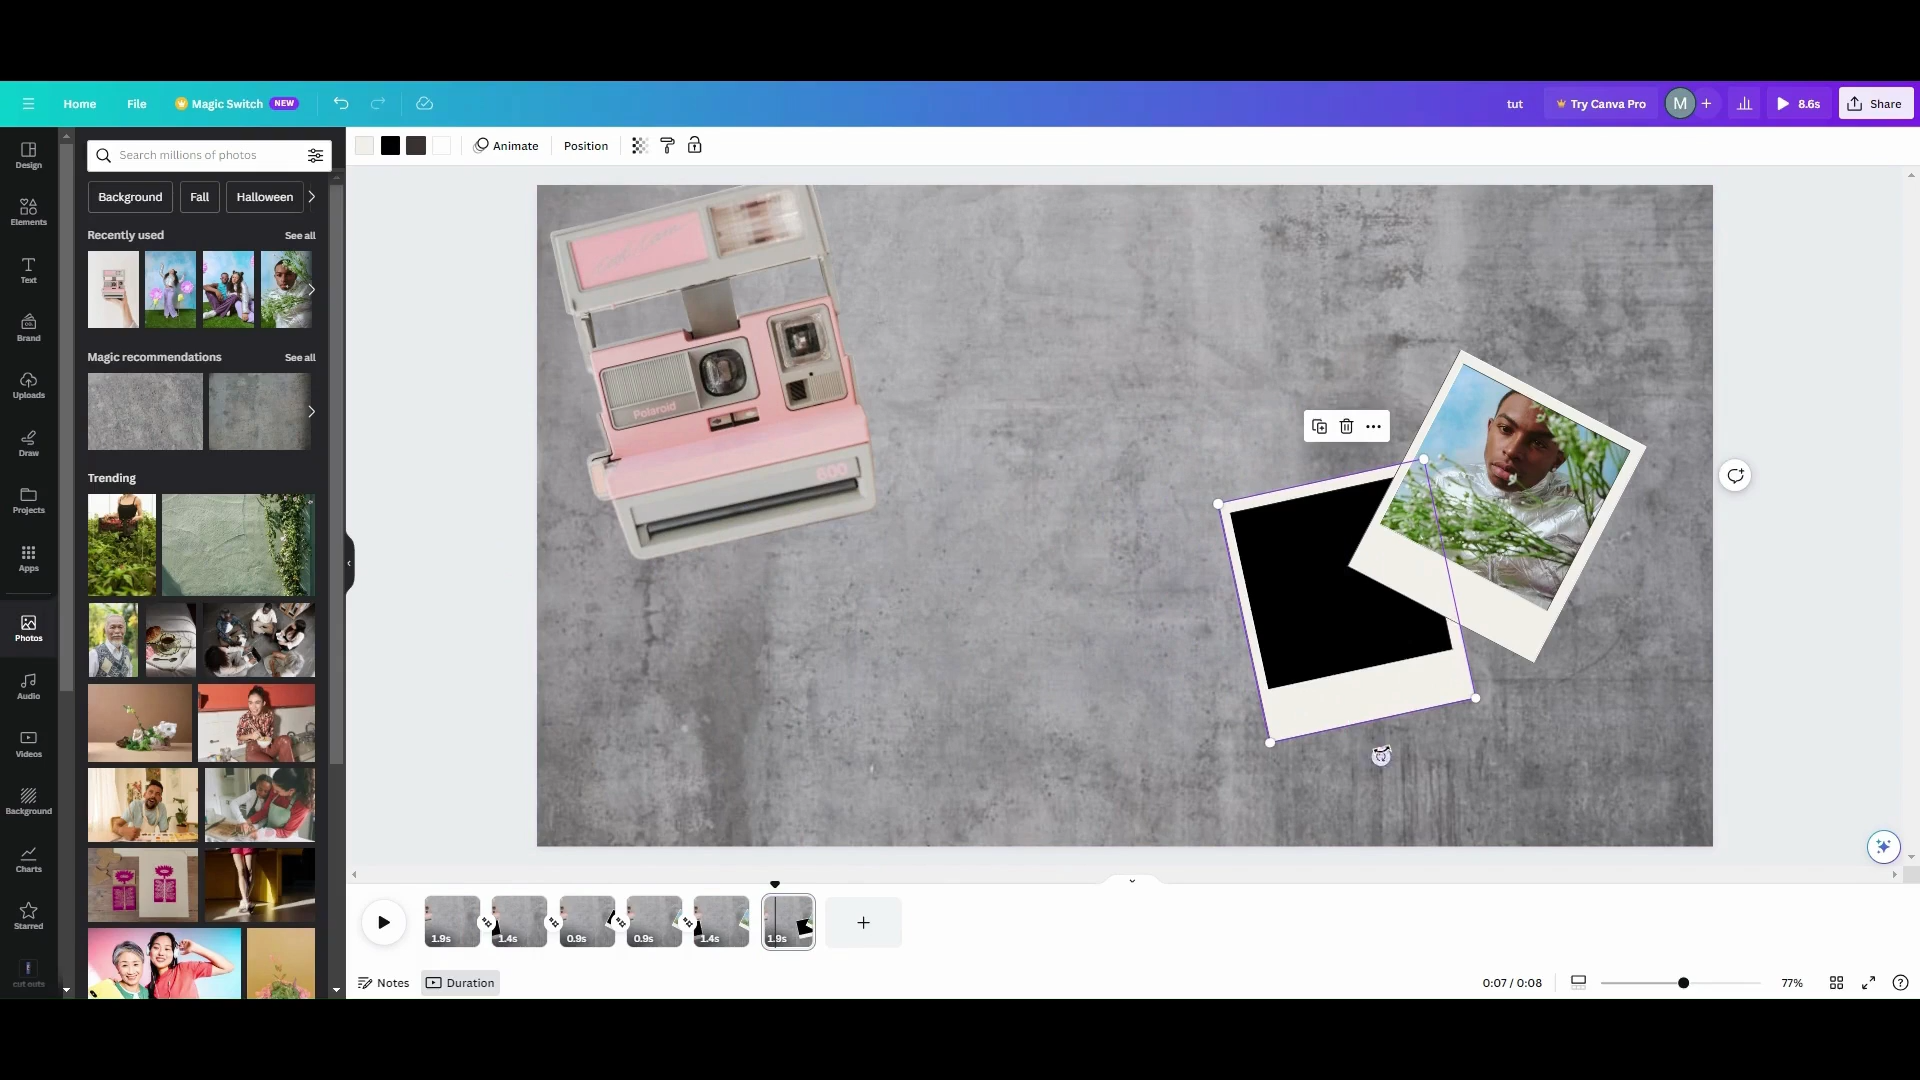 Home File Magic Switch NEW
tut Try Canva Pro M + 8.6s Share
Search millions of photos
Animate Position
Background Fall Halloween
Recently used See all
Magic recommendations See all
Trending
Design
Elements
Text
Brand
Uploads
Draw
Projects
Apps
Photos
Audio
Videos
Background
Charts
Starred
cut outs
Polaroid
600
1.9s 1.4s 0.9s 0.9s 1.4s 1.9s
Notes Duration
0:07 / 0:08 77%